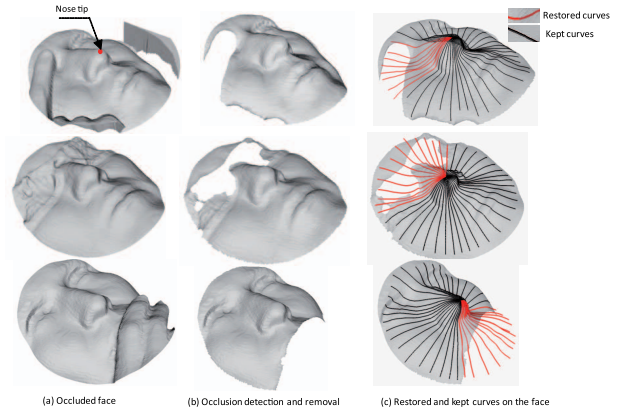 Nose tip
Restored curves
Kept curves
(a) Occluded face
(b) Occlusion detection and removal
(c) Restored and kept curves on the face